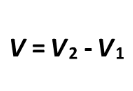 V = V₂ - V₁